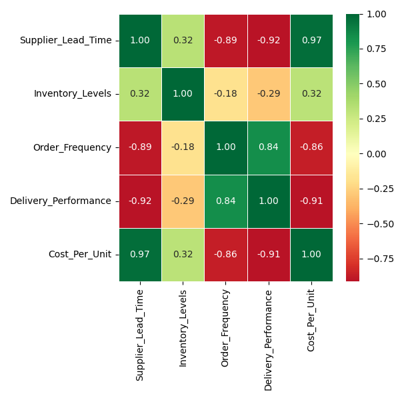 Supplier_Lead_Time 1.00 0.32 -0.89 -0.92 0.97
Inventory_Levels 0.32 1.00 -0.18 -0.29 0.32
Order_Frequency -0.89 -0.18 1.00 0.84 -0.86
Delivery_Performance -0.92 -0.29 0.84 1.00 -0.91
Cost_Per_Unit 0.97 0.32 -0.86 -0.91 1.00
Supplier_Lead_Time
Inventory_Levels
Order_Frequency
Delivery_Performance
Cost_Per_Unit
1.00
0.75
0.50
0.25
0.00
−0.25
−0.50
−0.75